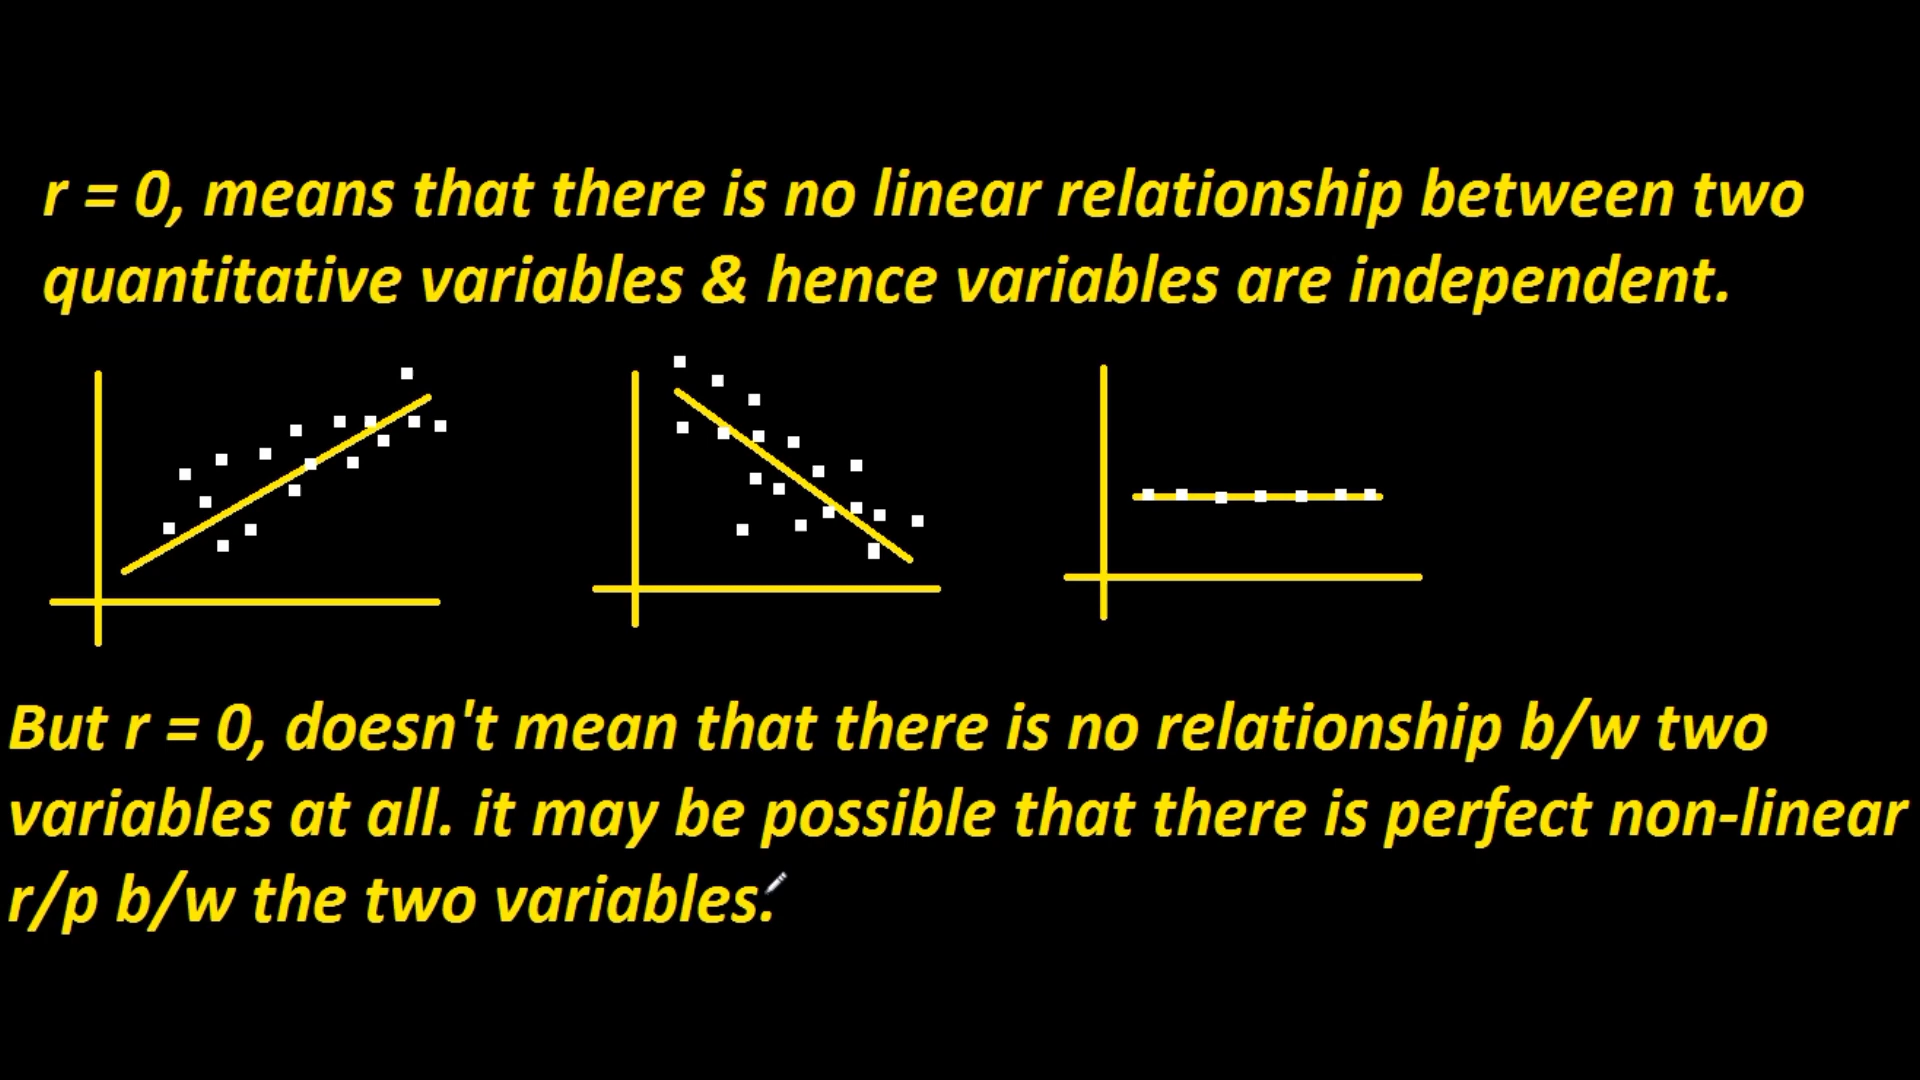 r = 0, means that there is no linear relationship between two
quantitative variables & hence variables are independent.
But r = 0, doesn't mean that there is no relationship b/w two
variables at all. it may be possible that there is perfect non-linear
r/p b/w the two variables.